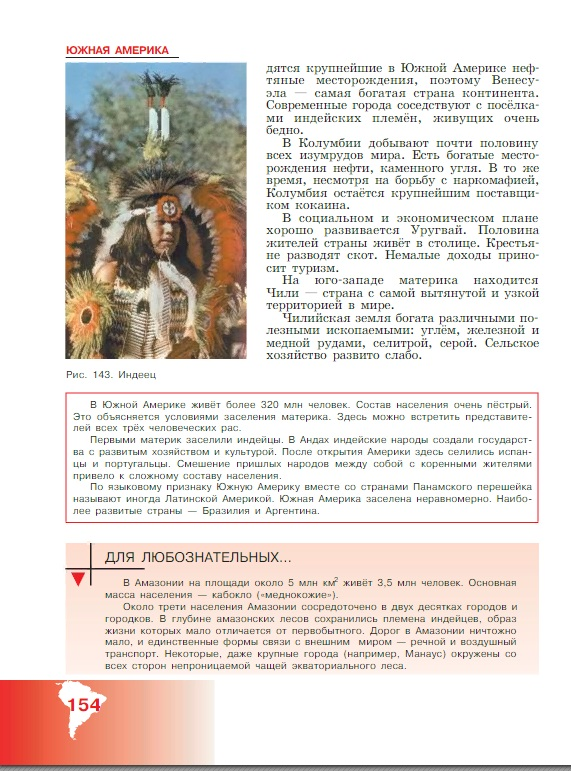 ЮЖНАЯ АМЕРИКА
дятся крупнейшие в Южной Америке неф-
тяные месторождения, поэтому Венесу-
эла — самая богатая страна континента.
Современные города соседствуют с посёлка-
ми индейских племён, живущих очень
бедно.
В Колумбии добывают почти половину
всех изумрудов мира. Есть богатые место-
рождения нефти, каменного угля. В то же
время, несмотря на борьбу с наркомафией,
Колумбия остаётся крупнейшим поставщи-
ком кокаина.
В социальном и экономическом плане
хорошо развивается Уругвай. Половина
жителей страны живёт в столице. Крестья-
не разводят скот. Немалые доходы прино-
сит туризм.
На юго-западе материка находится
Чили — страна с самой вытянутой и узкой
территорией в мире.
Чилийская земля богата различными по-
лезными ископаемыми: углём, железной и
медной рудами, селитрой, серой. Сельское
хозяйство развито слабо.
Рис. 143. Индеец
В Южной Америке живёт более 320 млн человек. Состав населения очень пёстрый.
Это объясняется условиями заселения материка. Здесь можно встретить представите-
лей всех трёх человеческих рас.
Первыми материк заселили индейцы. В Андах индейские народы создали государст-
ва с развитым хозяйством и культурой. После открытия Америки здесь селились испан-
цы и португальцы. Смешение пришлых народов между собой с коренными жителями
привело к сложному составу населения.
По языковому признаку Южную Америку вместе со странами Панамского перешейка
называют иногда Латинской Америкой. Южная Америка заселена неравномерно. Наибо-
лее развитые страны — Бразилия и Аргентина.
ДЛЯ ЛЮБОЗНАТЕЛЬНЫХ...
В Амазонии на площади около 5 млн км² живёт 3,5 млн человек. Основная
масса населения — кабокло («меднокожие»).
Около трети населения Амазонии сосредоточено в двух десятках городов и
городков. В глубине амазонских лесов сохранились племена индейцев, образ
жизни которых мало отличается от первобытного. Дорог в Амазонии ничтожно
мало, и единственные формы связи с внешним миром — речной и воздушный
транспорт. Некоторые, даже крупные города (например, Манаус) окружены со
всех сторон непроницаемой чащей экваториального леса.
154